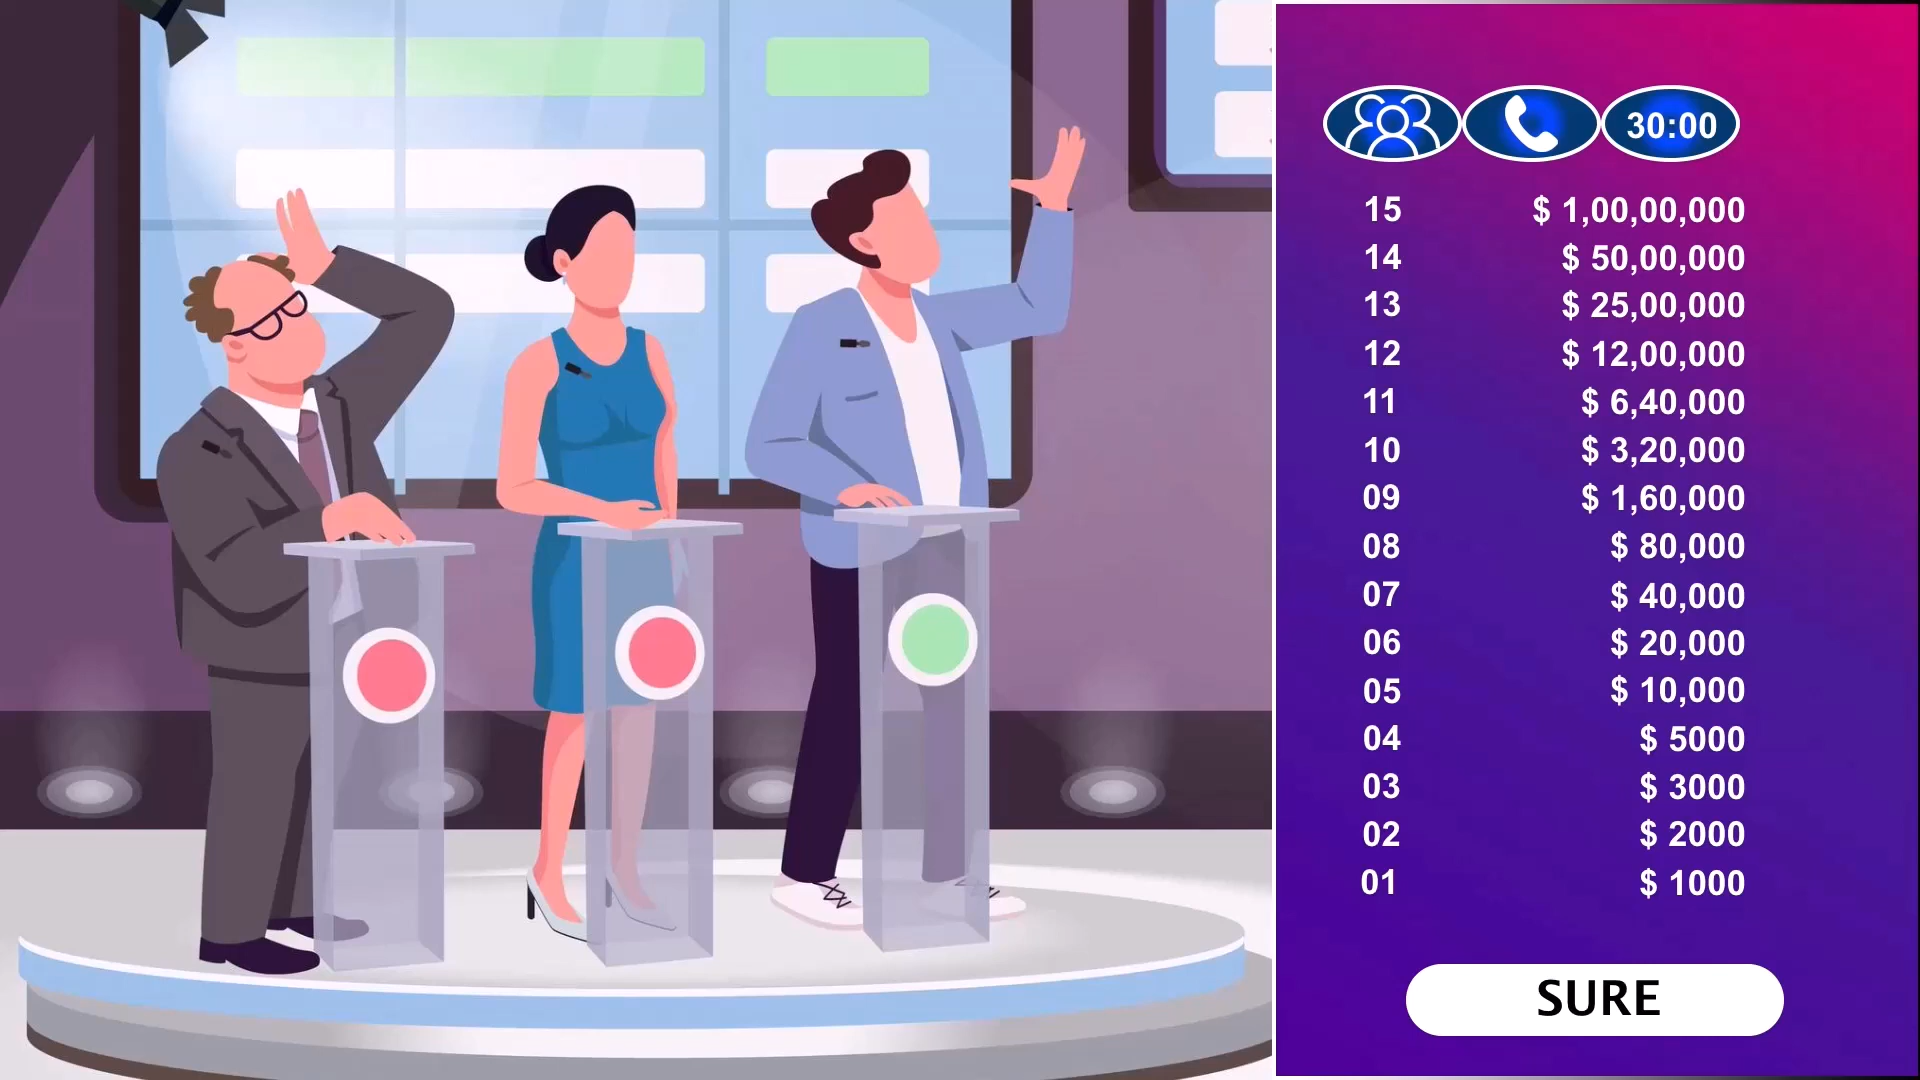 30:00
15 $ 1,00,00,000
14 $ 50,00,000
13 $ 25,00,000
12 $ 12,00,000
11 $ 6,40,000
10 $ 3,20,000
09 $ 1,60,000
08 $ 80,000
07 $ 40,000
06 $ 20,000
05 $ 10,000
04 $ 5000
03 $ 3000
02 $ 2000
01 $ 1000
SURE